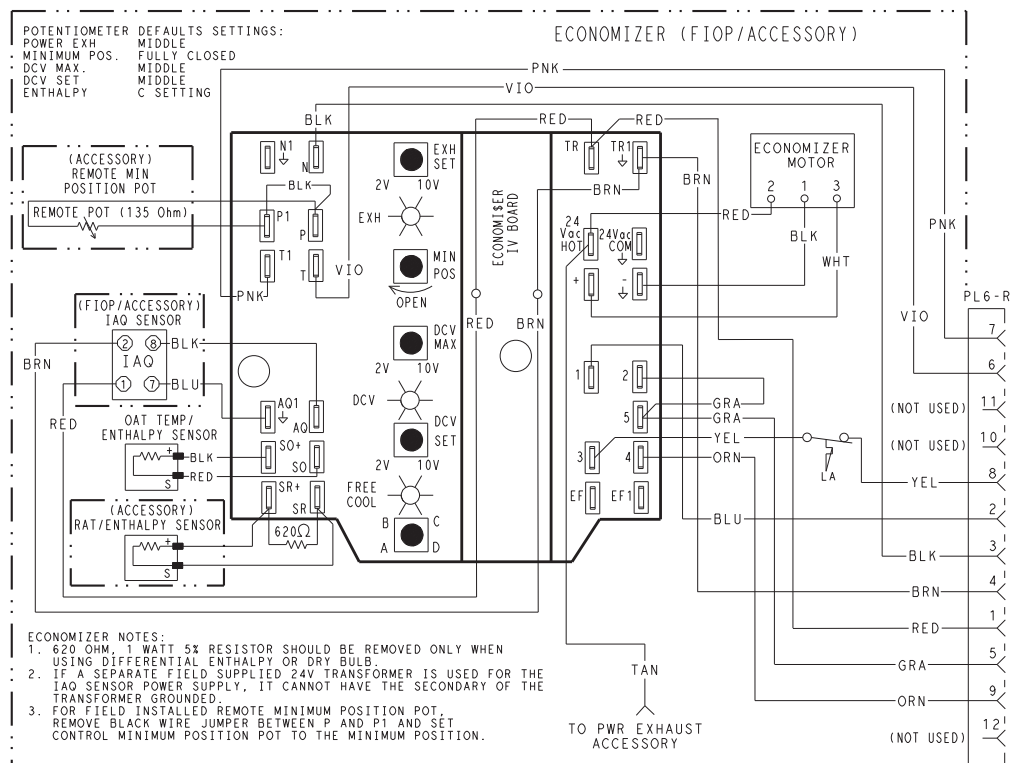 POTENTIOMETER DEFAULTS SETTINGS:
POWER EXH MIDDLE
MINIMUM POS. FULLY CLOSED
DCV MAX. MIDDLE
DCV SET MIDDLE
ENTHALPY C SETTING
ECONOMIZER (FIOP/ACCESSORY)
PNK
VIO
BLK
RED
RED
(ACCESSORY)
REMOTE MIN
POSITION POT
REMOTE POT (135 Ohm)
N1
N
BLK
P1
P
T1
T
VIO
PNK
EXH
SET
2V 10V
EXH
MIN
POS
OPEN
DCV
MAX
2V 10V
DCV
DCV
SET
2V 10V
FREE
COOL
B C
A D
ECONOMI$ER
IV BOARD
RED
BRN
TR
TR1
BRN
BRN
24
Vac
HOT
24Vac
COM
+
-
RED
ECONOMIZER
MOTOR
2 1 3
BLK
WHT
PNK
VIO
PL6-R
(FIOP/ACCESSORY)
IAQ SENSOR
2 8
IAQ
1 7
BLK
BLU
BRN
RED
AQ1
AQ
OAT TEMP/
ENTHALPY SENSOR
+
S
BLK
RED
SO+
SO
SR+
SR
620Ω
(ACCESSORY)
RAT/ENTHALPY SENSOR
+
S
1
2
5
3
4
EF
EF1
GRA
GRA
YEL
ORN
LA
BLU
7
6
(NOT USED) 11
(NOT USED) 10
YEL 8
2
BLK 3
BRN 4
RED 1
GRA 5
ORN 9
(NOT USED) 12
TAN
TO PWR EXHAUST
ACCESSORY
ECONOMIZER NOTES:
1. 620 OHM, 1 WATT 5% RESISTOR SHOULD BE REMOVED ONLY WHEN
USING DIFFERENTIAL ENTHALPY OR DRY BULB.
2. IF A SEPARATE FIELD SUPPLIED 24V TRANSFORMER IS USED FOR THE
IAQ SENSOR POWER SUPPLY, IT CANNOT HAVE THE SECONDARY OF THE
TRANSFORMER GROUNDED.
3. FOR FIELD INSTALLED REMOTE MINIMUM POSITION POT,
REMOVE BLACK WIRE JUMPER BETWEEN P AND P1 AND SET
CONTROL MINIMUM POSITION POT TO THE MINIMUM POSITION.